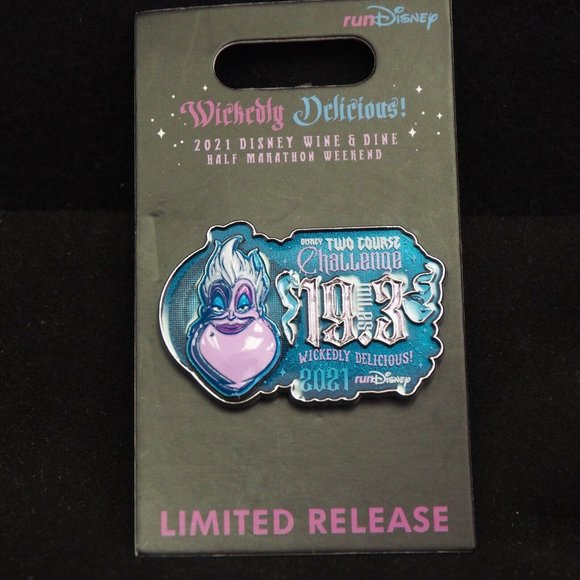 runDisney
Wickedly Delicious!
2021 DISNEY WINE & DINE
HALF MARATHON WEEKEND
DISNEY TWO COURSE
Challenge
19.3
miles
WICKEDLY DELICIOUS!
2021 runDisney
LIMITED RELEASE